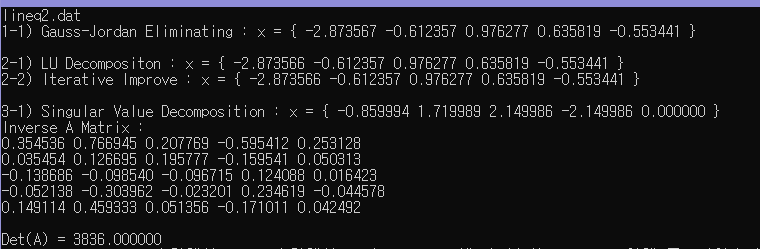 lineq2.dat
1-1) Gauss-Jordan Eliminating : x = { -2.873567 -0.612357 0.976277 0.635819 -0.553441 }
2-1) LU Decompositon : x = { -2.873566 -0.612357 0.976277 0.635819 -0.553441 }
2-2) Iterative Improve : x = { -2.873566 -0.612357 0.976277 0.635819 -0.553441 }
3-1) Singular Value Decomposition : x = { -0.859994 1.719989 2.149986 -2.149986 0.000000 }
Inverse A Matrix :
0.354536 0.766945 0.207769 -0.595412 0.253128
0.035454 0.126695 0.195777 -0.159541 0.050313
-0.138686 -0.098540 -0.096715 0.124088 0.016423
-0.052138 -0.303962 -0.023201 0.234619 -0.044578
0.149114 0.459333 0.051356 -0.171011 0.042492
Det(A) = 3836.000000